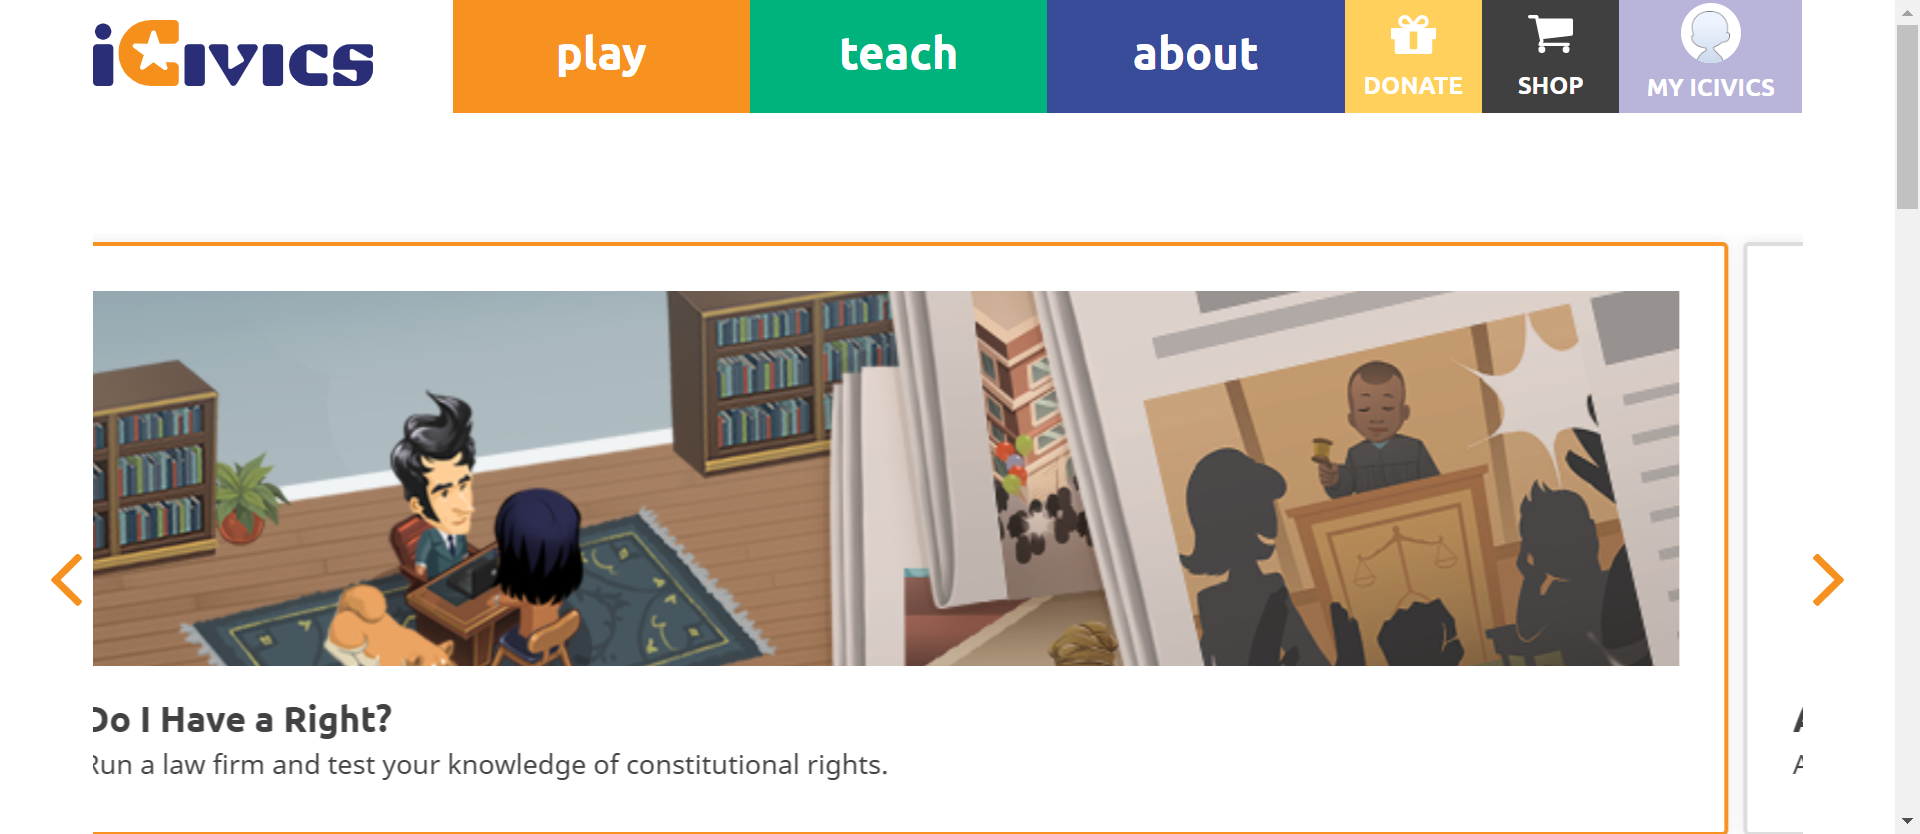 iCivics
play
teach
about
DONATE
SHOP
MY ICIVICS
Do I Have a Right?
Run a law firm and test your knowledge of constitutional rights.
A
A